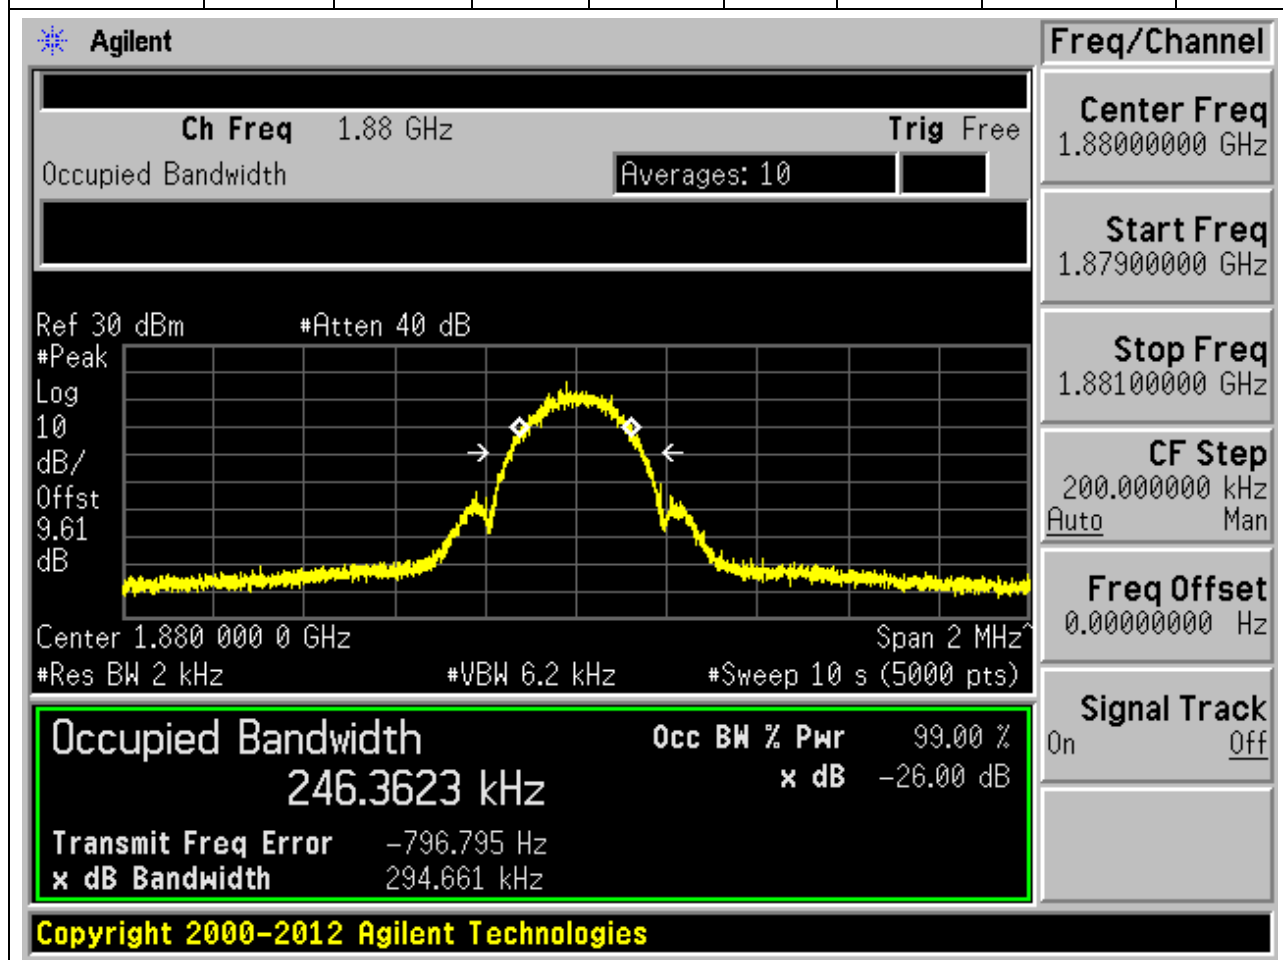 Agilent
Freq/Channel
Ch Freq 1.88 GHz Trig Free
Occupied Bandwidth Averages: 10
Center Freq
1.88000000 GHz
Start Freq
1.87900000 GHz
Stop Freq
1.88100000 GHz
CF Step
200.000000 kHz
Auto Man
Freq Offset
0.00000000 Hz
Signal Track
On Off
Ref 30 dBm #Atten 40 dB
#Peak
Log
10
dB/
Offst
9.61
dB
Center 1.880 000 0 GHz Span 2 MHz^
#Res BW 2 kHz #VBW 6.2 kHz #Sweep 10 s (5000 pts)
Occupied Bandwidth
246.3623 kHz
Occ BW % Pwr 99.00 %
x dB -26.00 dB
Transmit Freq Error -796.795 Hz
x dB Bandwidth 294.661 kHz
Copyright 2000-2012 Agilent Technologies